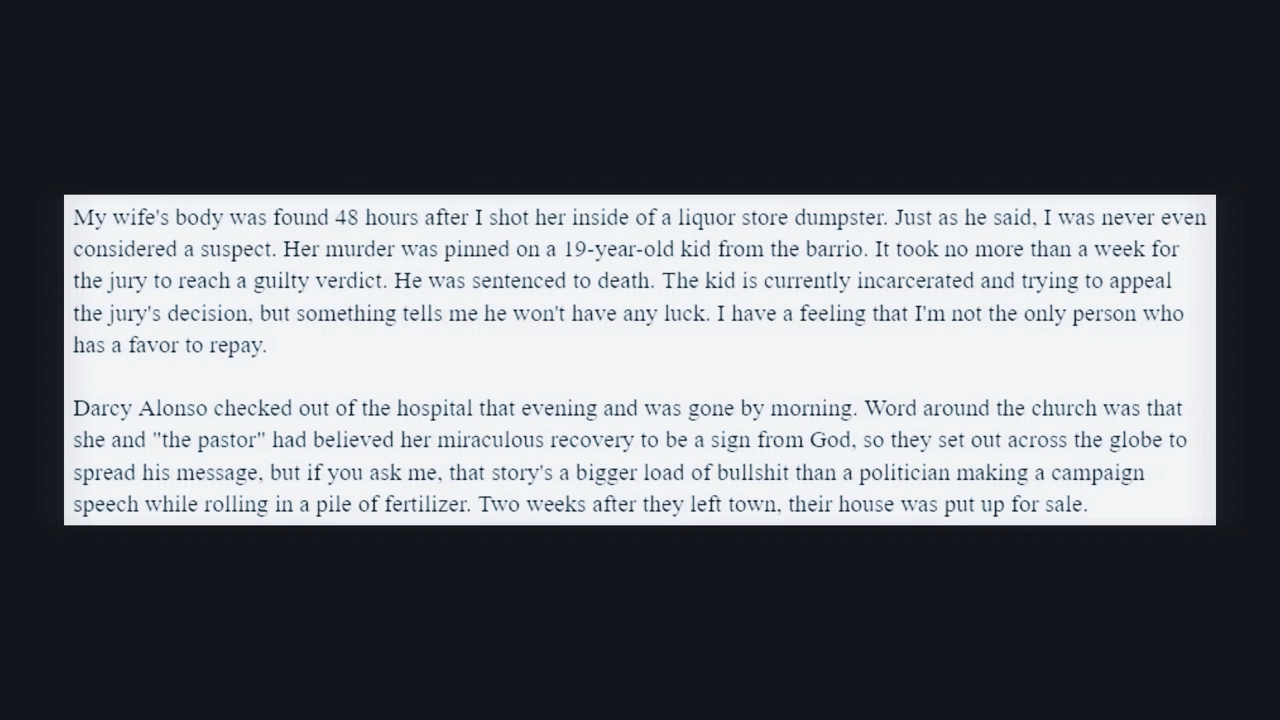 My wife's body was found 48 hours after I shot her inside of a liquor store dumpster. Just as he said, I was never even
considered a suspect. Her murder was pinned on a 19-year-old kid from the barrio. It took no more than a week for
the jury to reach a guilty verdict. He was sentenced to death. The kid is currently incarcerated and trying to appeal
the jury's decision, but something tells me he won't have any luck. I have a feeling that I'm not the only person who
has a favor to repay.
Darcy Alonso checked out of the hospital that evening and was gone by morning. Word around the church was that
she and "the pastor" had believed her miraculous recovery to be a sign from God, so they set out across the globe to
spread his message, but if you ask me, that story's a bigger load of bullshit than a politician making a campaign
speech while rolling in a pile of fertilizer. Two weeks after they left town, their house was put up for sale.